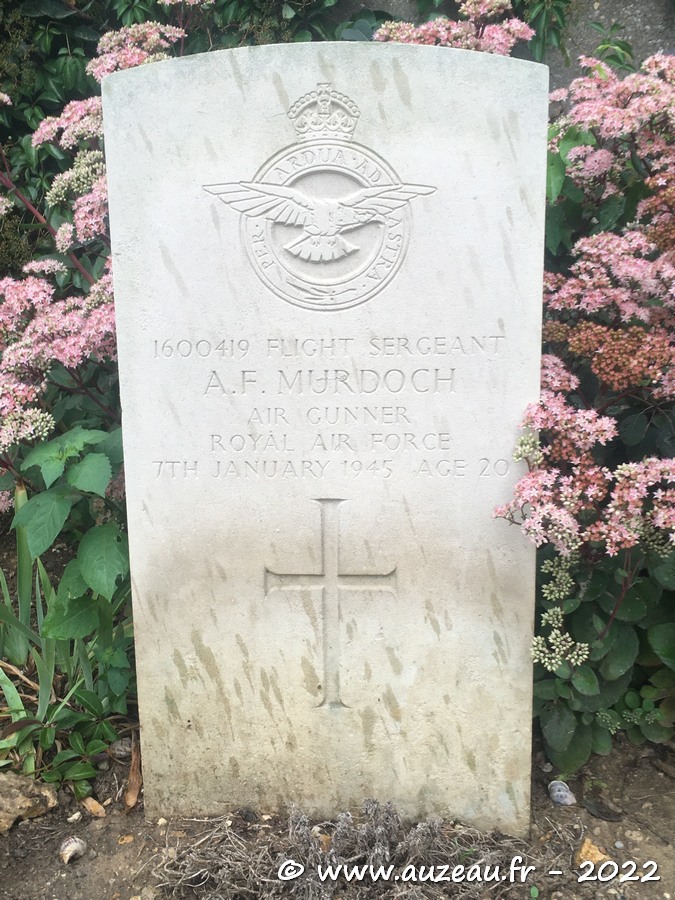 PER · ARDUA · AD ASTRA
1600419 FLIGHT SERGEANT
A.F. MURDOCH
AIR GUNNER
ROYAL AIR FORCE
7TH JANUARY 1945 AGE 20
© www.auzeau.fr - 2022